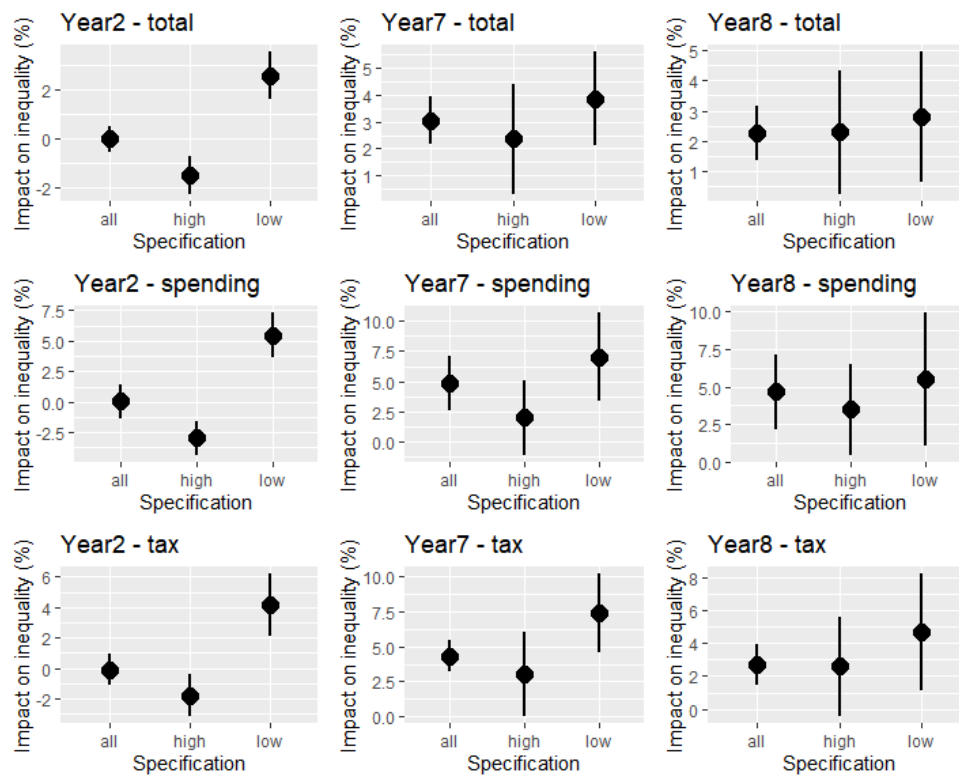 Year2 - total
Impact on inequality (%)
2
0
-2
all high low
Specification
Year7 - total
Impact on inequality (%)
5
4
3
2
1
all high low
Specification
Year8 - total
Impact on inequality (%)
5
4
3
2
1
all high low
Specification
Year2 - spending
Impact on inequality (%)
7.5
5.0
2.5
0.0
-2.5
all high low
Specification
Year7 - spending
Impact on inequality (%)
10.0
7.5
5.0
2.5
0.0
all high low
Specification
Year8 - spending
Impact on inequality (%)
10.0
7.5
5.0
2.5
0.0
all high low
Specification
Year2 - tax
Impact on inequality (%)
6
4
2
0
-2
all high low
Specification
Year7 - tax
Impact on inequality (%)
10.0
7.5
5.0
2.5
0.0
all high low
Specification
Year8 - tax
Impact on inequality (%)
8
6
4
2
0
all high low
Specification